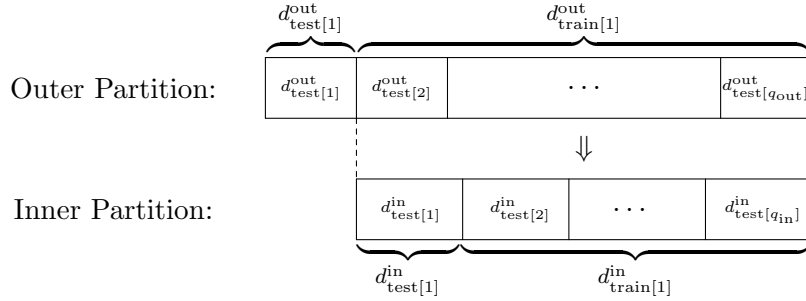 d^out_test[1] d^out_train[1]
Outer Partition: d^out_test[1] d^out_test[2] ··· d^out_test[q_out]
⇓
Inner Partition: d^in_test[1] d^in_test[2] ··· d^in_test[q_in]
d^in_test[1] d^in_train[1]